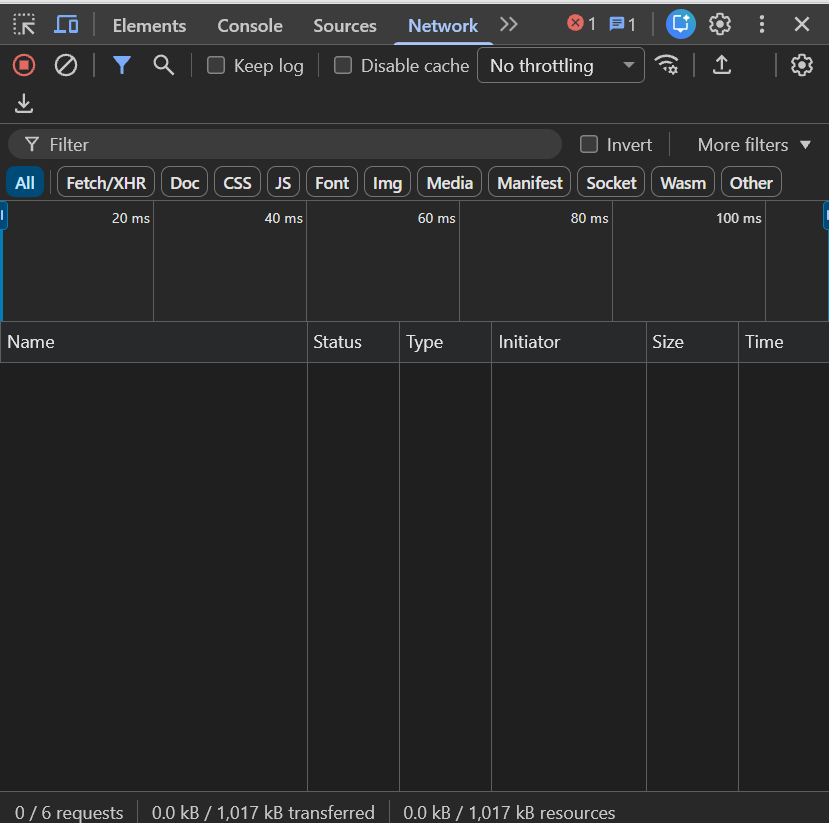 Elements Console Sources Network 1 1
Keep log Disable cache No throttling
Filter Invert More filters
All Fetch/XHR Doc CSS JS Font Img Media Manifest Socket Wasm Other
20 ms 40 ms 60 ms 80 ms 100 ms
Name Status Type Initiator Size Time
0 / 6 requests 0.0 kB / 1,017 kB transferred 0.0 kB / 1,017 kB resources